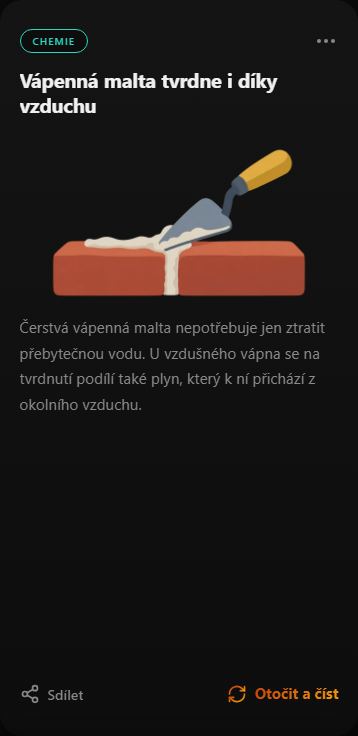 CHEMIE
Vápenná malta tvrdne i díky
vzduchu
Čerstvá vápenná malta nepotřebuje jen ztratit
přebytečnou vodu. U vzdušného vápna se na
tvrdnutí podílí také plyn, který k ní přichází z
okolního vzduchu.
Sdílet
Otočit a číst